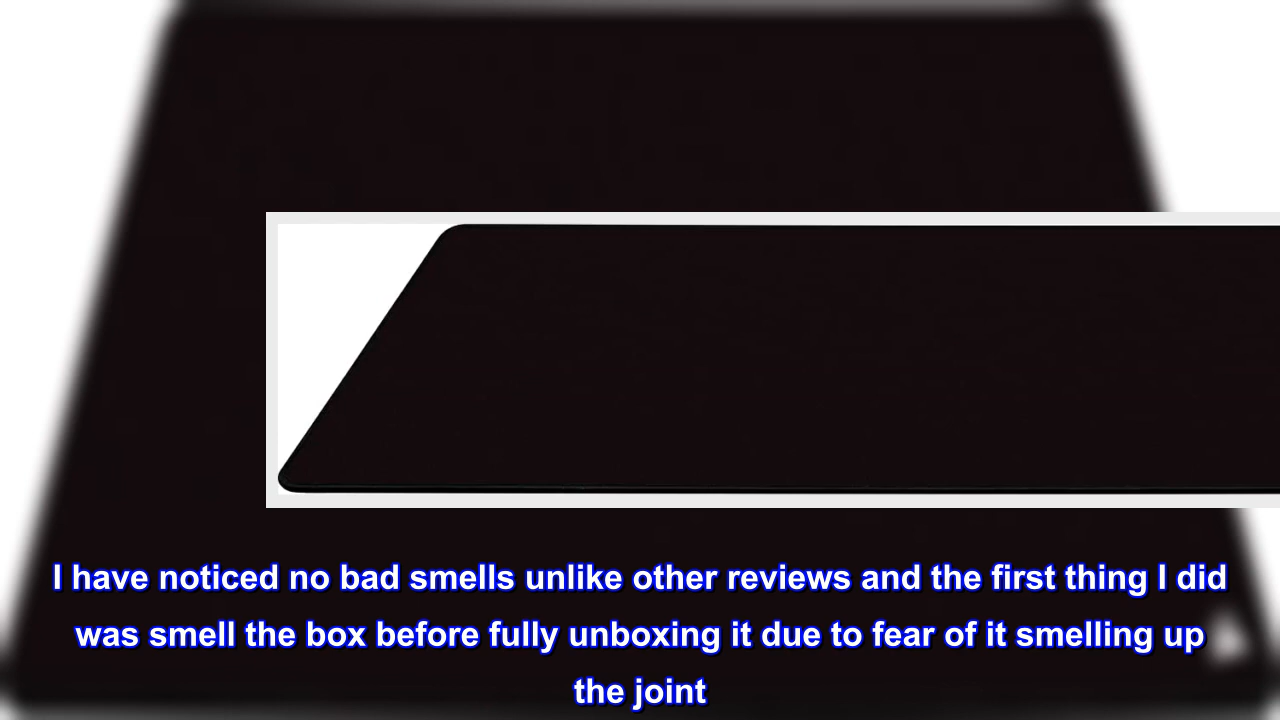 I have noticed no bad smells unlike other reviews and the first thing I did
was smell the box before fully unboxing it due to fear of it smelling up
the joint